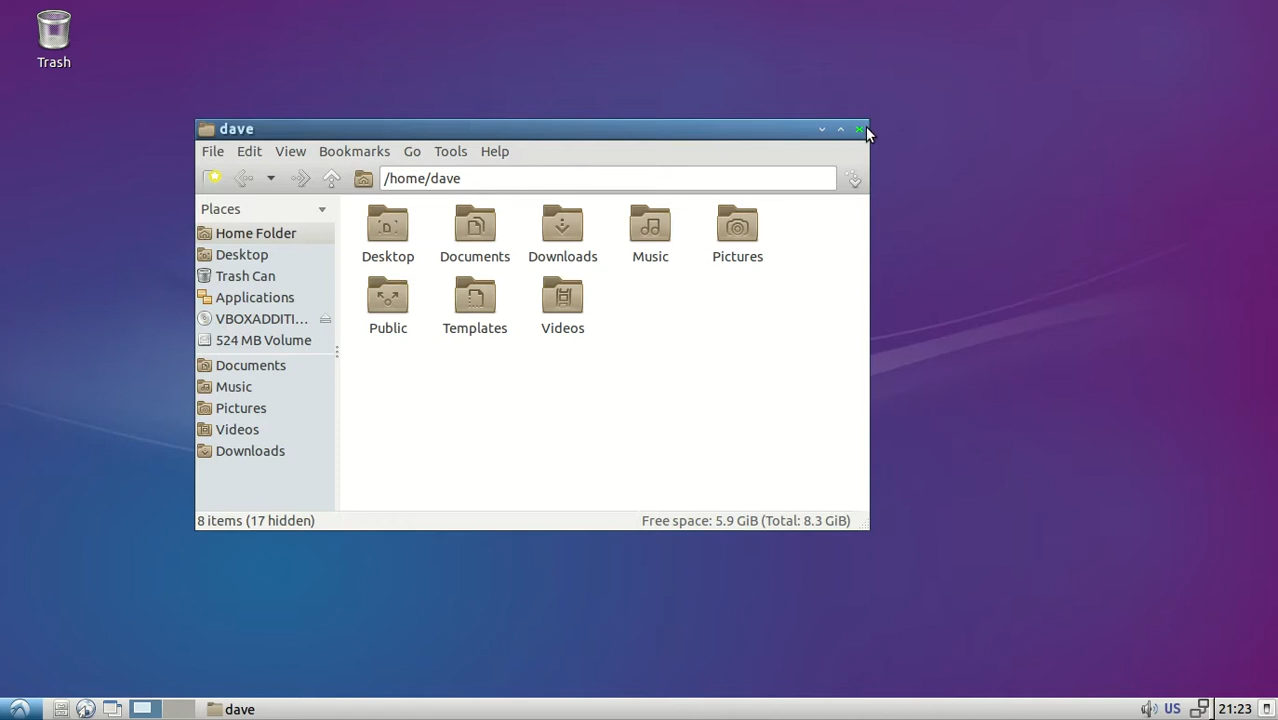 Trash
dave
File Edit View Bookmarks Go Tools Help
/home/dave
Places
Home Folder
Desktop
Trash Can
Applications
VBOXADDITI...
524 MB Volume
Documents
Music
Pictures
Videos
Downloads
Desktop Documents Downloads Music Pictures
Public Templates Videos
8 items (17 hidden) Free space: 5.9 GiB (Total: 8.3 GiB)
dave US 21:23